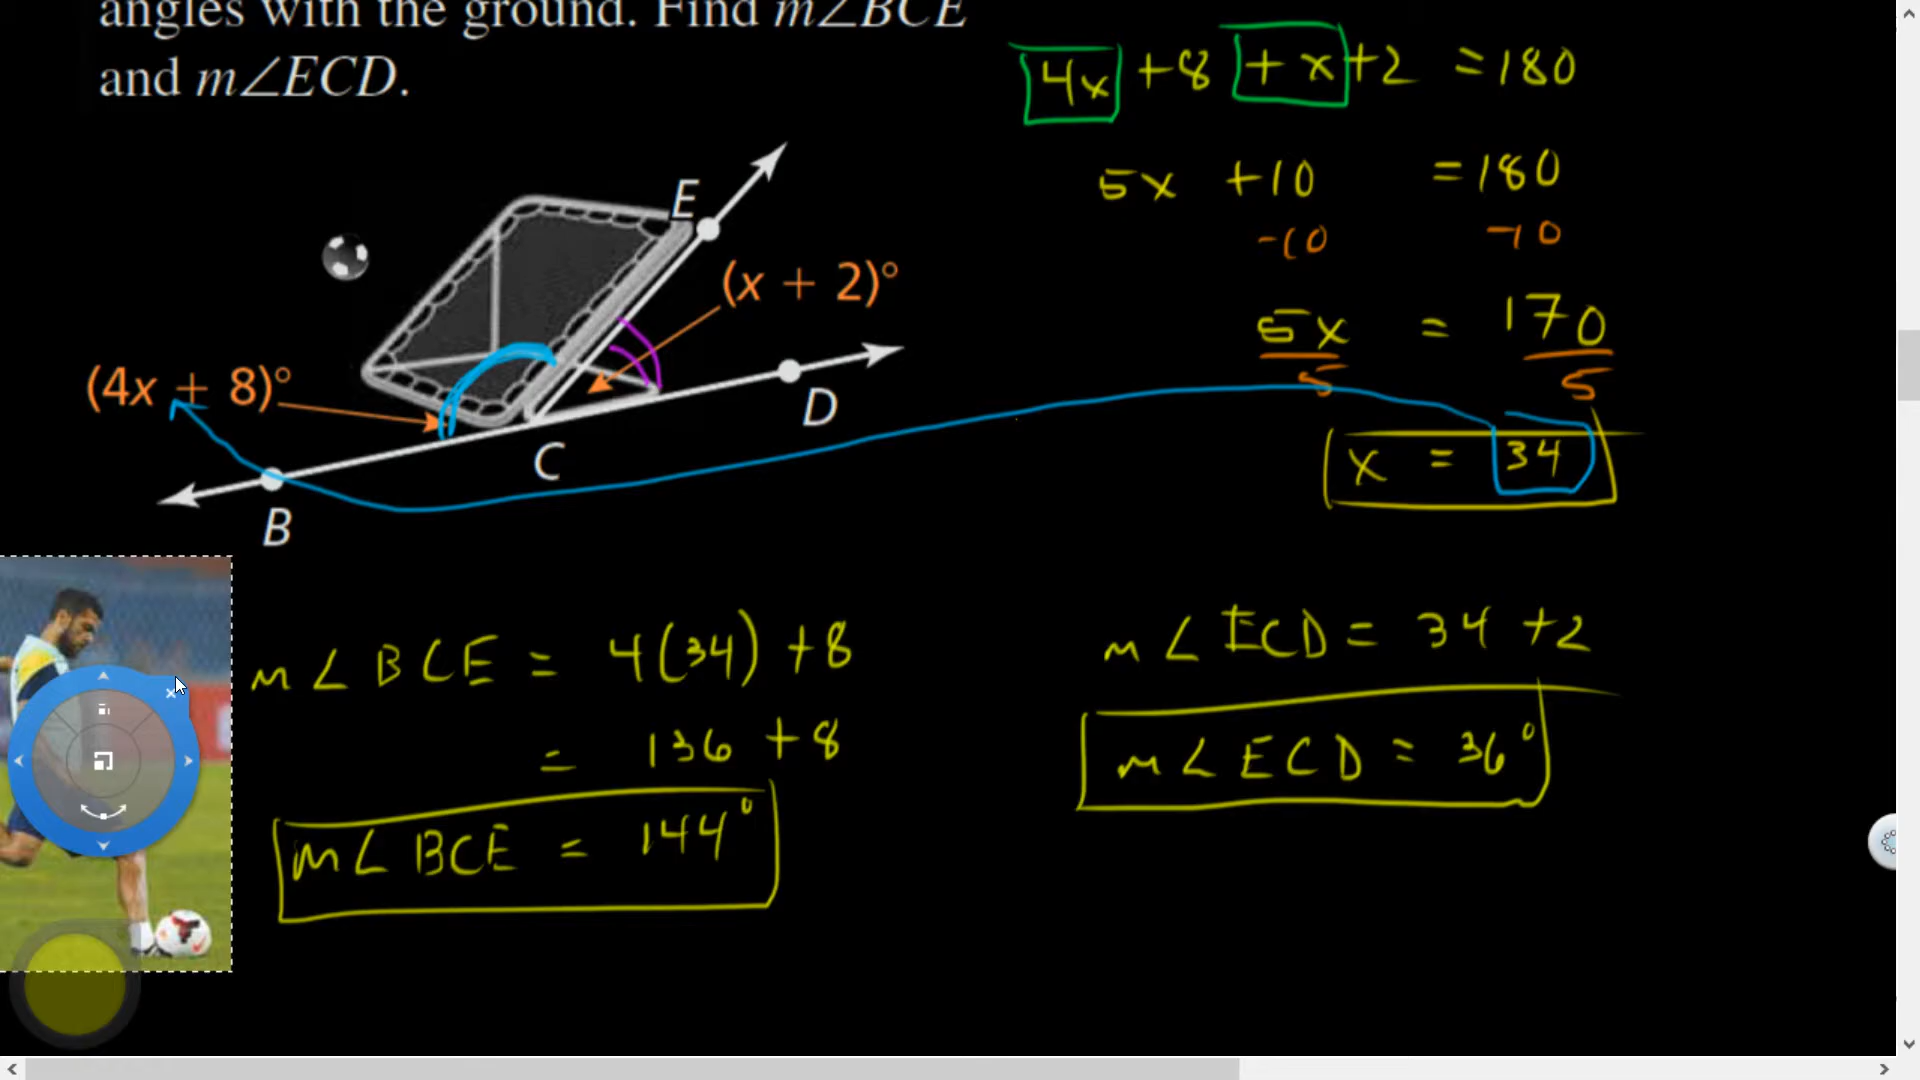 angles with the ground. Find m∠BCE
and m∠ECD.
4x +8 +x +2 =180
5x +10 =180
-10 -10
5x = 170
5 5
x = 34
E
(x + 2)°
(4x + 8)°
D
C
B
m∠BCE = 4(34) +8
= 136 +8
m∠BCE = 144°
m∠ECD = 34 +2
m∠ECD = 36°